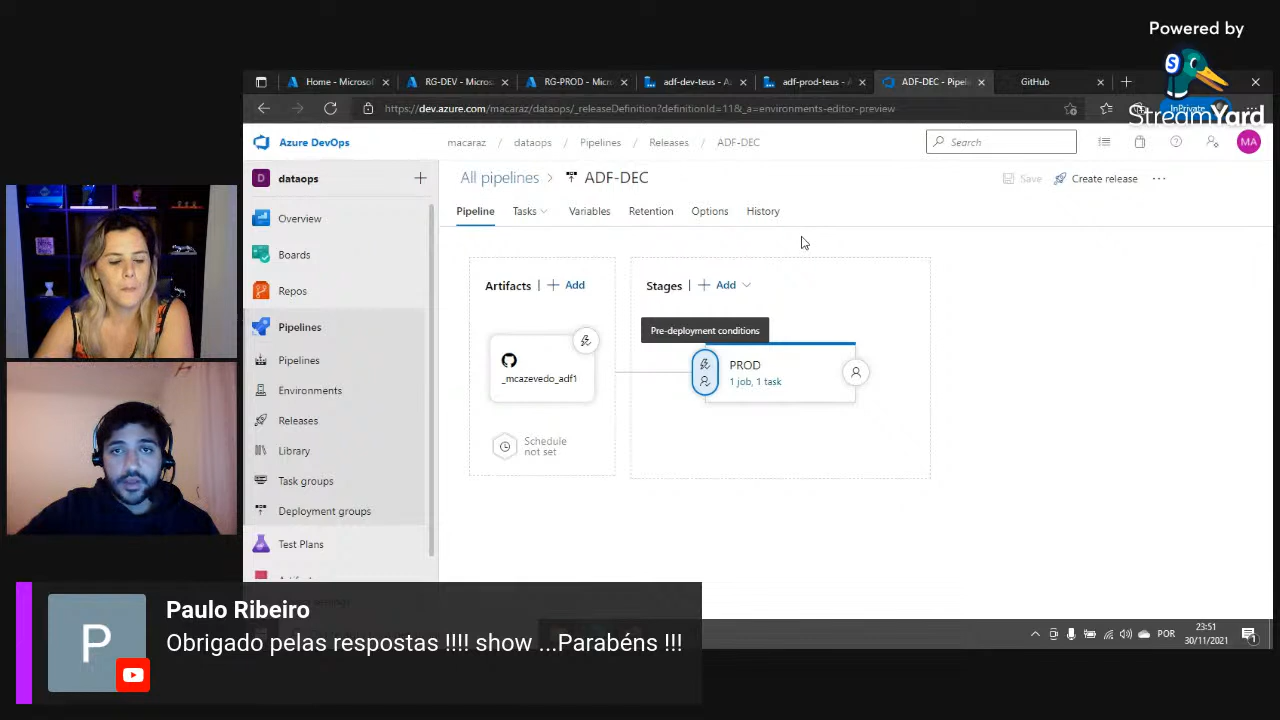 Powered by
S
StreamYard
Home - Microsof
RG-DEV - Micros
RG-PROD - Micro
adf-dev-teus - A
adf-prod-teus - A
ADF-DEC - Pipeli
GitHub
https://dev.azure.com/macaraz/dataops/_releaseDefinition?definitionId=11&_a=environments-editor-preview
InPrivate
Azure DevOps
macaraz
dataops
Pipelines
Releases
ADF-DEC
Search
MA
D
dataops
All pipelines
ADF-DEC
Save
Create release
Pipeline
Tasks
Variables
Retention
Options
History
Overview
Boards
Repos
Pipelines
Pipelines
Environments
Releases
Library
Task groups
Deployment groups
Test Plans
Artifacts | + Add
Stages | + Add
Pre-deployment conditions
_mcazevedo_adf1
PROD
1 job, 1 task
Schedule
not set
POR
23:51
30/11/2021
1
P
Paulo Ribeiro
Obrigado pelas respostas !!!! show ...Parabéns !!!